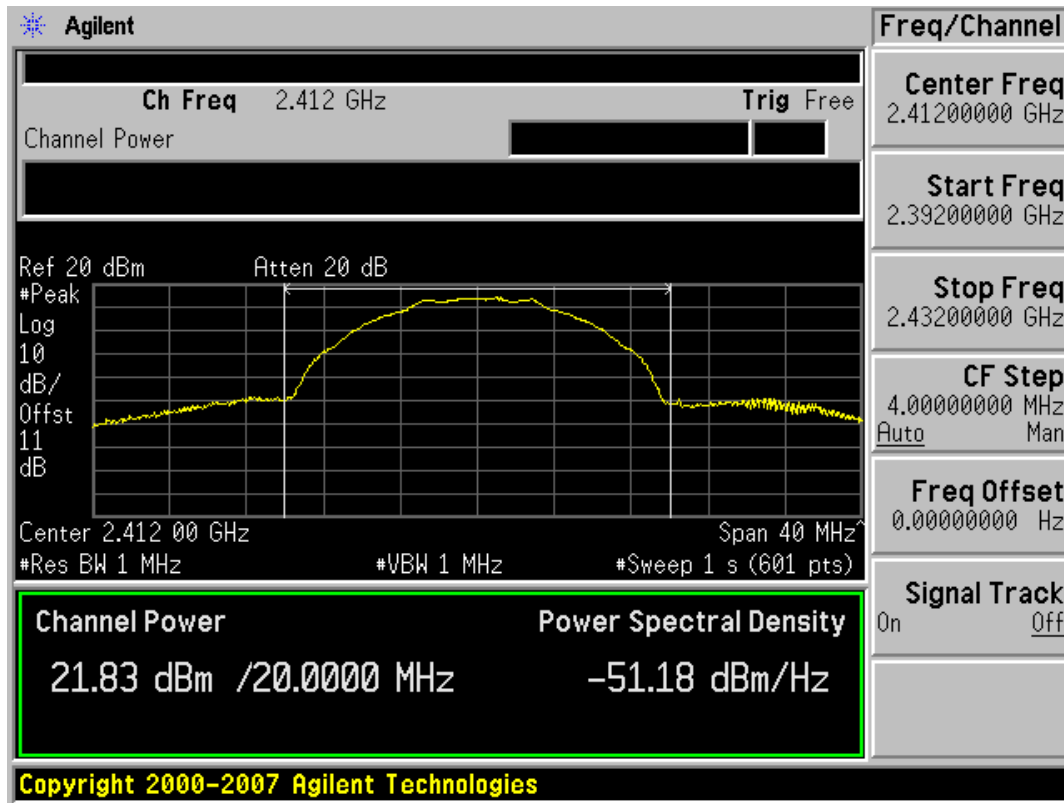 Agilent
Freq/Channel
Ch Freq 2.412 GHz
Trig Free
Channel Power
Ref 20 dBm
Atten 20 dB
#Peak
Log
10
dB/
Offst
11
dB
Center 2.412 00 GHz
Span 40 MHz^
#Res BW 1 MHz
#VBW 1 MHz
#Sweep 1 s (601 pts)
Channel Power
Power Spectral Density
21.83 dBm /20.0000 MHz
-51.18 dBm/Hz
Center Freq
2.41200000 GHz
Start Freq
2.39200000 GHz
Stop Freq
2.43200000 GHz
CF Step
4.00000000 MHz
Auto Man
Freq Offset
0.00000000 Hz
Signal Track
On Off
Copyright 2000-2007 Agilent Technologies